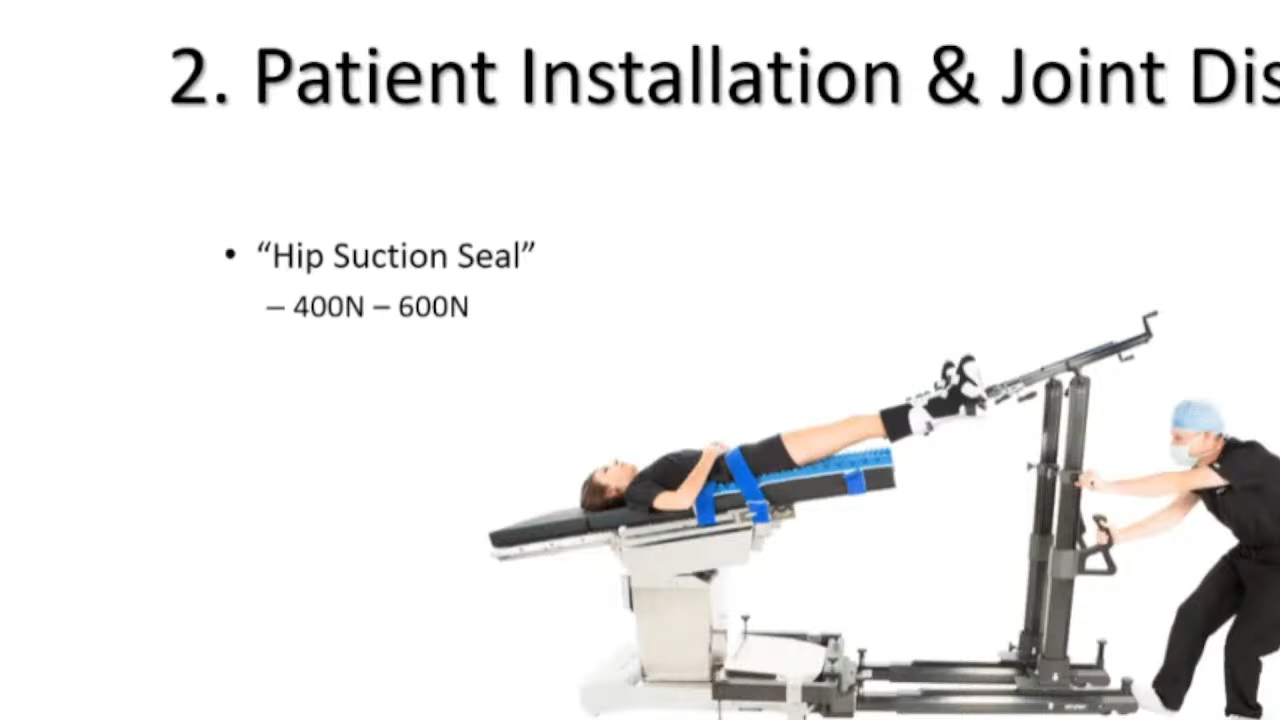 2. Patient Installation & Joint Dis
• “Hip Suction Seal”
– 400N – 600N